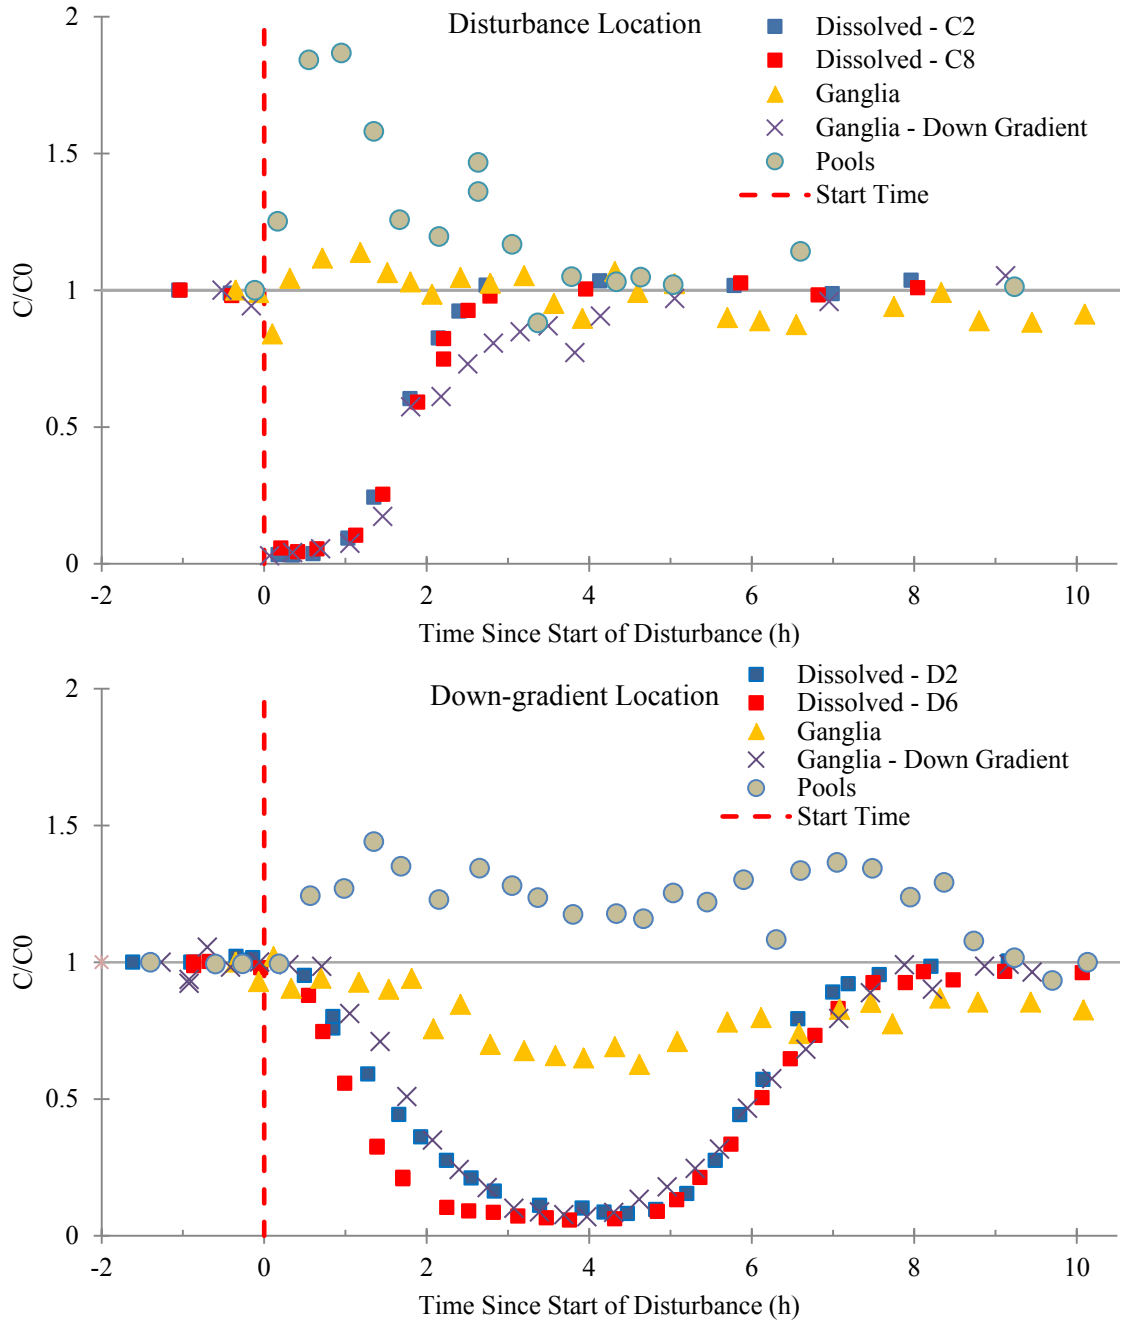 Disturbance Location
Dissolved - C2
Dissolved - C8
Ganglia
Ganglia - Down Gradient
Pools
Start Time
2
1.5
1
0.5
0
C/C0
-2 0 2 4 6 8 10
Time Since Start of Disturbance (h)
Down-gradient Location
Dissolved - D2
Dissolved - D6
Ganglia
Ganglia - Down Gradient
Pools
Start Time
2
1.5
1
0.5
0
C/C0
-2 0 2 4 6 8 10
Time Since Start of Disturbance (h)